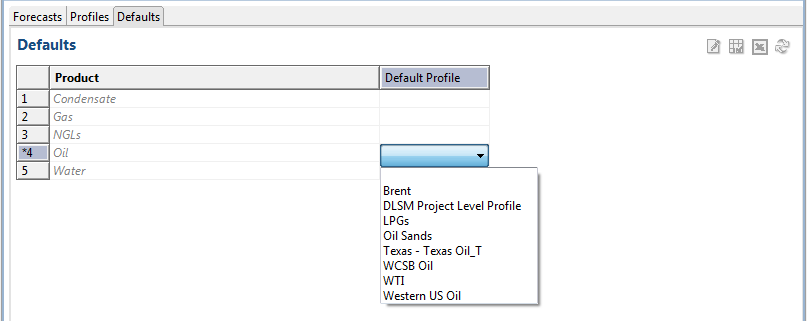 Forecasts Profiles Defaults
Defaults
Product Default Profile
1 Condensate
2 Gas
3 NGLs
*4 Oil
5 Water
Brent
DLSM Project Level Profile
LPGs
Oil Sands
Texas - Texas Oil_T
WCSB Oil
WTI
Western US Oil